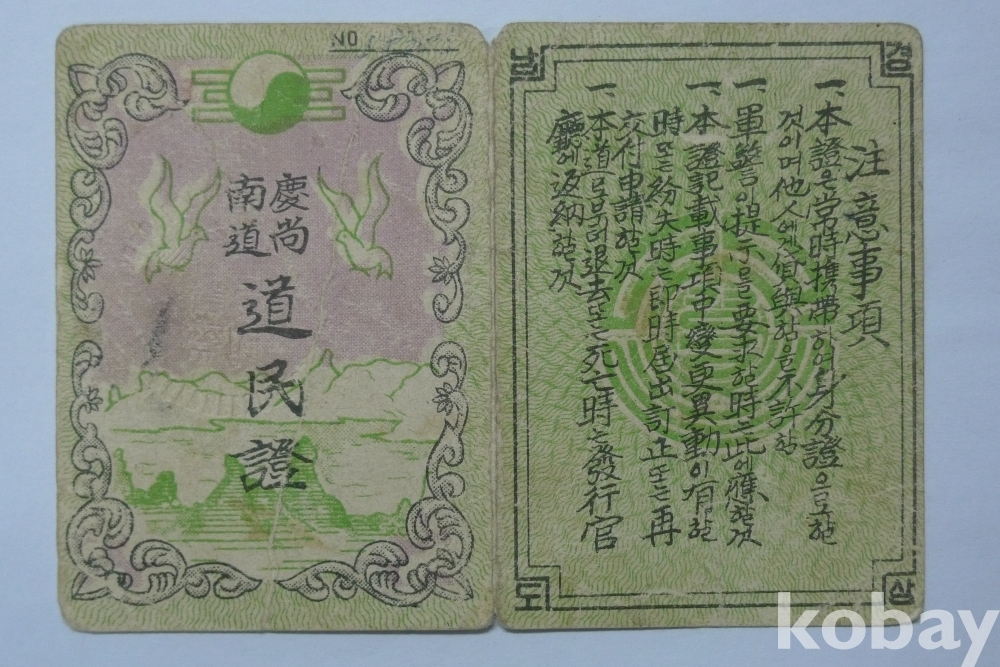 NO
慶尚
南道
道民證
경
남
도
삼
注意事項
一、本證은常時携帶하여身分證으로할
것이며他人에게貸與함을不許함
一、軍警이提示를要求할時는此에應할것
一、本證記載事項中變更異動이有할
時또는紛失時는卽時届出訂正또는再
交付申請할것
一、本道로부터退去또는死亡時는發行官
廳에返納할것
kobay